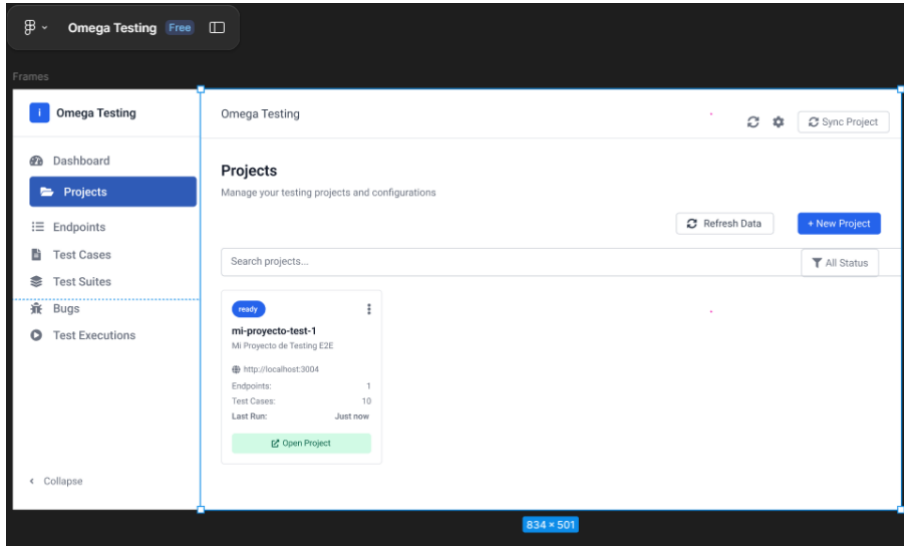 Omega Testing Free
Frames
i Omega Testing
Dashboard
Projects
Endpoints
Test Cases
Test Suites
Bugs
Test Executions
Collapse
Omega Testing
Sync Project
Projects
Manage your testing projects and configurations
Refresh Data
+ New Project
Search projects...
All Status
ready
mi-proyecto-test-1
Mi Proyecto de Testing E2E
http://localhost:3004
Endpoints: 1
Test Cases: 10
Last Run: Just now
Open Project
834 × 501